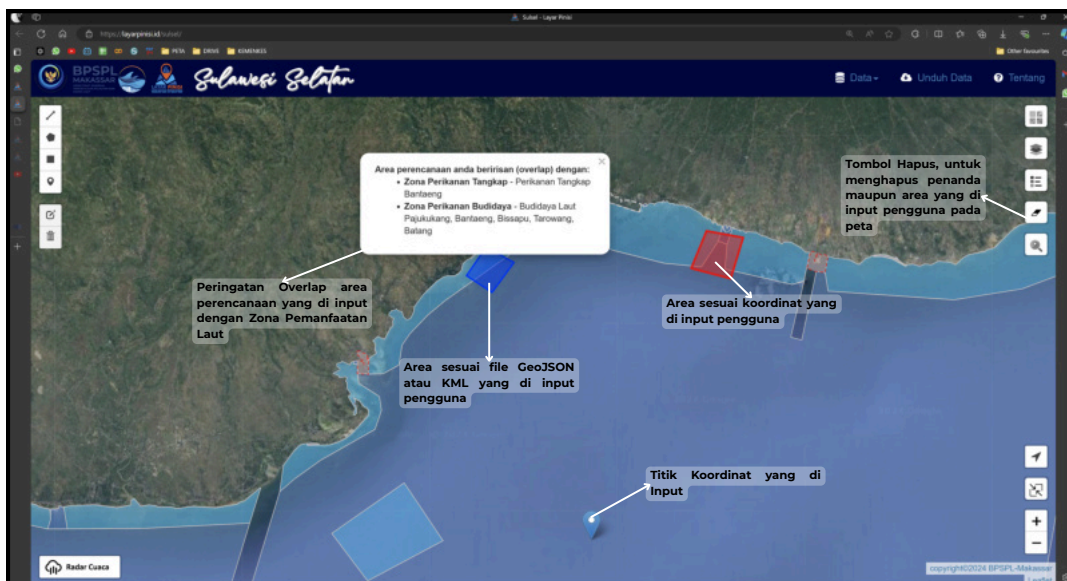 Sulsel - Layar Pinisi
https://layarpinisi.id/sulsel/
PETA
DRIVE
KEMENKES
Other favourites
BPSPL
MAKASSAR
Sulawesi Selatan
Data
Unduh Data
Tentang
Area perencanaan anda beririsan (overlap) dengan:
Zona Perikanan Tangkap - Perikanan Tangkap
Bantaeng
Zona Perikanan Budidaya - Budidaya Laut
Pajukukang, Bantaeng, Bissapu, Tarowang,
Batang
Tombol Hapus, untuk
menghapus penanda
maupun area yang di
input pengguna pada
peta
Peringatan Overlap area
perencanaan yang di input
dengan Zona Pemanfaatan
Laut
Area sesuai koordinat yang
di input pengguna
Area sesuai file GeoJSON
atau KML yang di input
pengguna
Titik Koordinat yang di
Input
Radar Cuaca
copyright©2024 BPSPL-Makassar
Leaflet